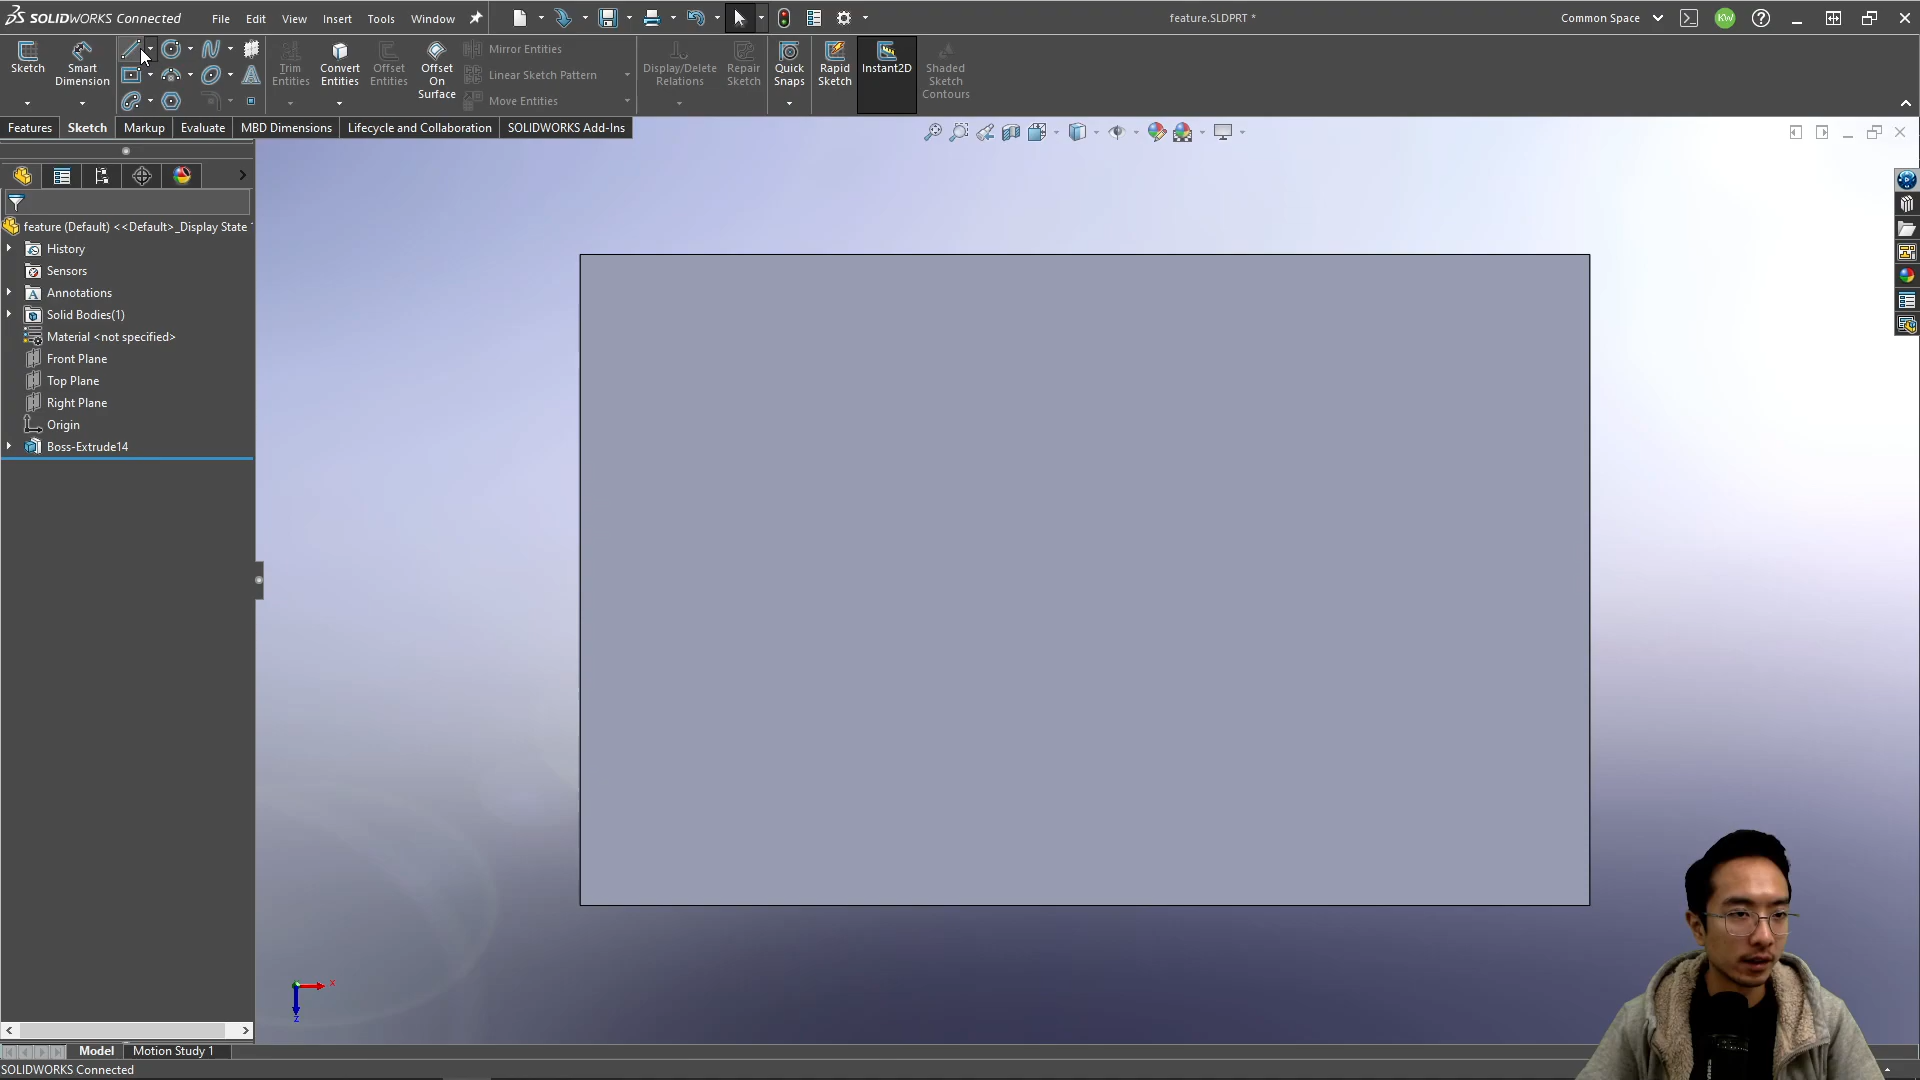 SOLIDWORKS Connected
File
Edit
View
Insert
Tools
Window
feature.SLDPRT *
Common Space
KW
Sketch
Smart
Dimension
Trim
Entities
Convert
Entities
Offset
Entities
Offset
On
Surface
Mirror Entities
Linear Sketch Pattern
Move Entities
Display/Delete
Relations
Repair
Sketch
Quick
Snaps
Rapid
Sketch
Instant2D
Shaded
Sketch
Contours
Features
Sketch
Markup
Evaluate
MBD Dimensions
Lifecycle and Collaboration
SOLIDWORKS Add-Ins
feature (Default) <<Default>_Display State
History
Sensors
Annotations
Solid Bodies(1)
Material <not specified>
Front Plane
Top Plane
Right Plane
Origin
Boss-Extrude14
x
z
Model
Motion Study 1
SOLIDWORKS Connected